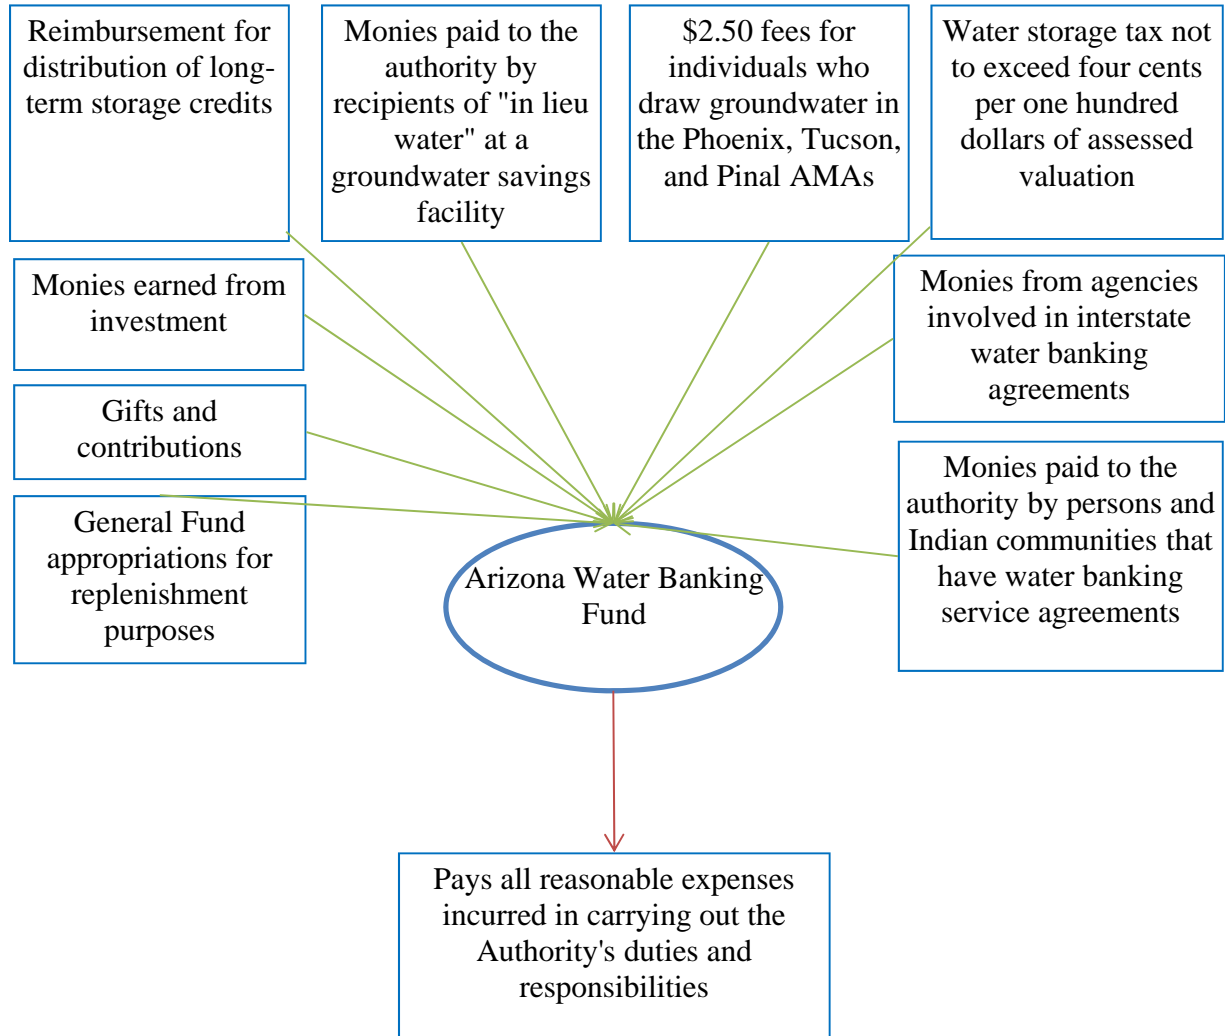 Reimbursement for
distribution of long-
term storage credits
Monies paid to the
authority by
recipients of "in lieu
water" at a
groundwater savings
facility
$2.50 fees for
individuals who
draw groundwater in
the Phoenix, Tucson,
and Pinal AMAs
Water storage tax not
to exceed four cents
per one hundred
dollars of assessed
valuation
Monies earned from
investment
Monies from agencies
involved in interstate
water banking
agreements
Gifts and
contributions
Monies paid to the
authority by persons and
Indian communities that
have water banking
service agreements
General Fund
appropriations for
replenishment
purposes
Arizona Water Banking
Fund
Pays all reasonable expenses
incurred in carrying out the
Authority's duties and
responsibilities